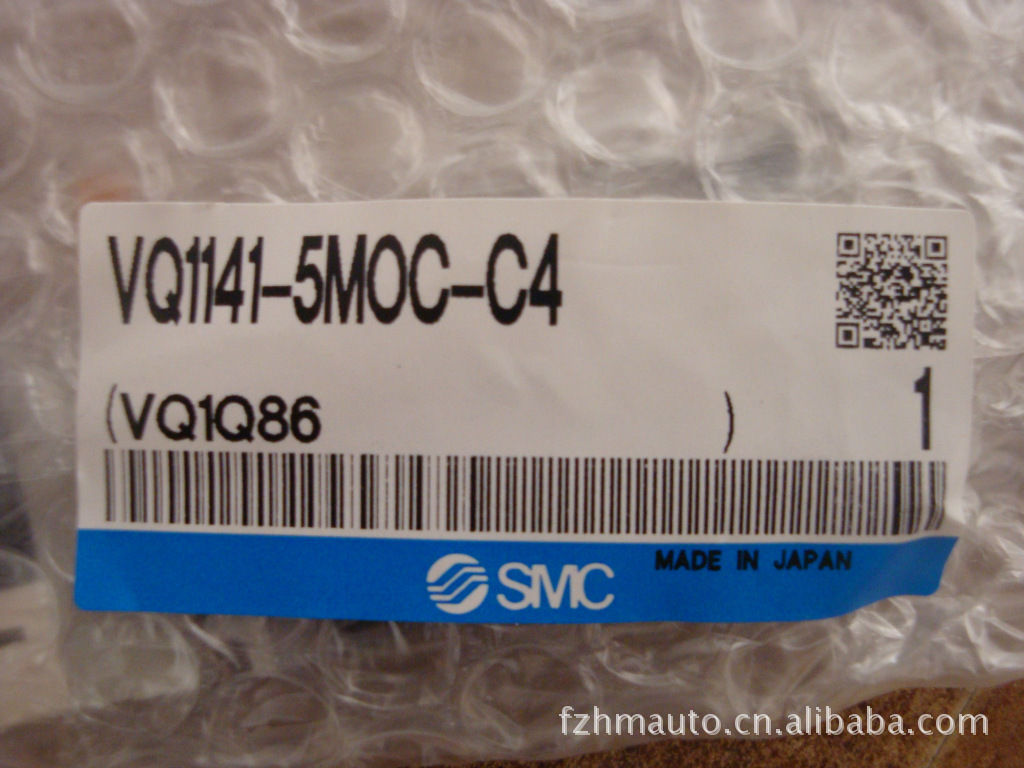 VQ1141-5MOC-C4
(VQ1Q86 )
1
SMC
MADE IN JAPAN
fzhmauto.cn.alibaba.com